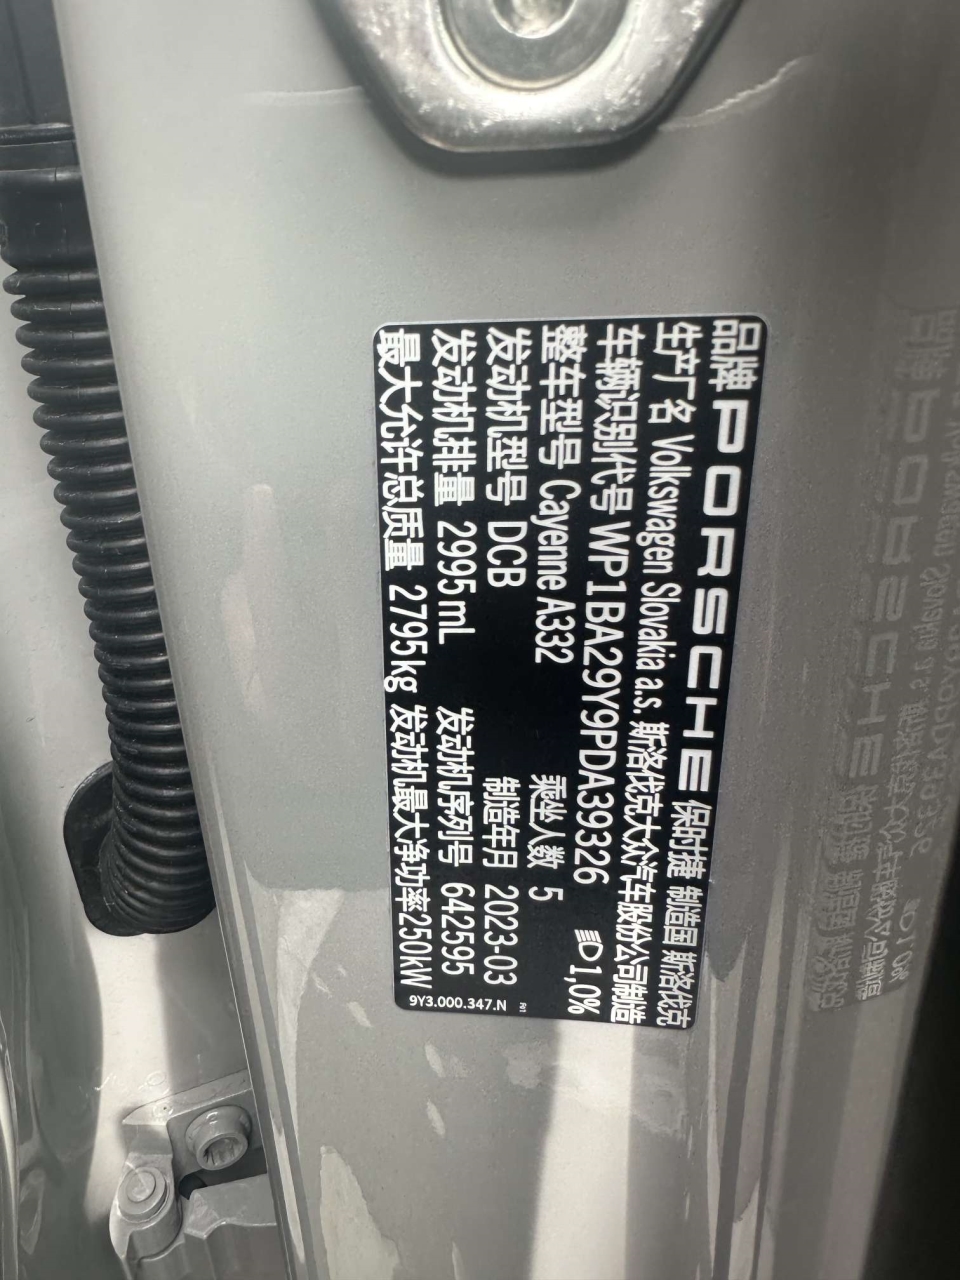 品牌 PORSCHE 保时捷 制造国 斯洛伐克
生产厂名 Volkswagen Slovakia a.s. 斯洛伐克大众汽车股份公司制造
车辆识别代号 WP1BA29Y9PDA39326 1,0%
整车型号 Cayenne A332 乘坐人数 5
发动机型号 DCB 制造年月 2023-03
发动机排量 2995mL 发动机序列号 642595
最大允许总质量 2795kg 发动机最大净功率250kW
9Y3.000.347.N